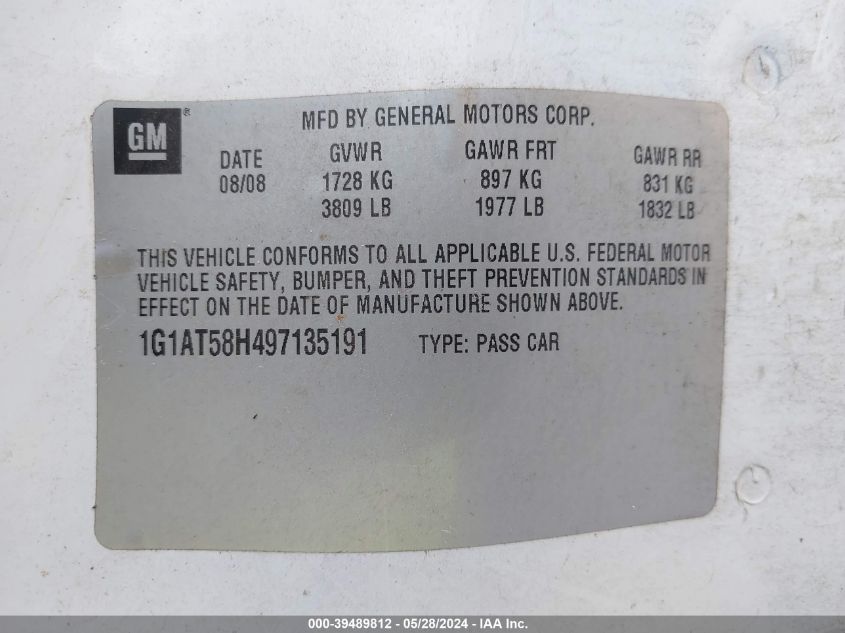 GM®
MFD BY GENERAL MOTORS CORP.
DATE GVWR GAWR FRT GAWR RR
08/08 1728 KG 897 KG 831 KG
3809 LB 1977 LB 1832 LB
THIS VEHICLE CONFORMS TO ALL APPLICABLE U.S. FEDERAL MOTOR
VEHICLE SAFETY, BUMPER, AND THEFT PREVENTION STANDARDS IN
EFFECT ON THE DATE OF MANUFACTURE SHOWN ABOVE.
1G1AT58H497135191 TYPE: PASS CAR
000-39489812 - 05/28/2024 - IAA Inc.